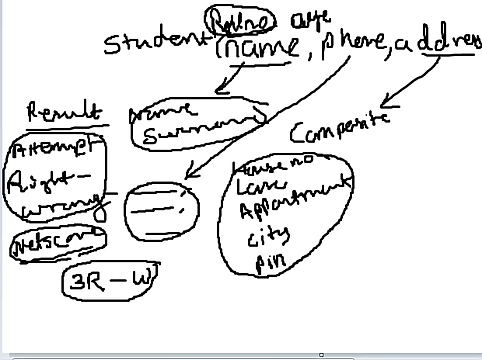 Rollno age
Student (name, phone, address
Result
Name
Surname
Composite
Attempt
Right
wrong
Netscore
3R-W
House no
Lane
Appartment
City
Pin